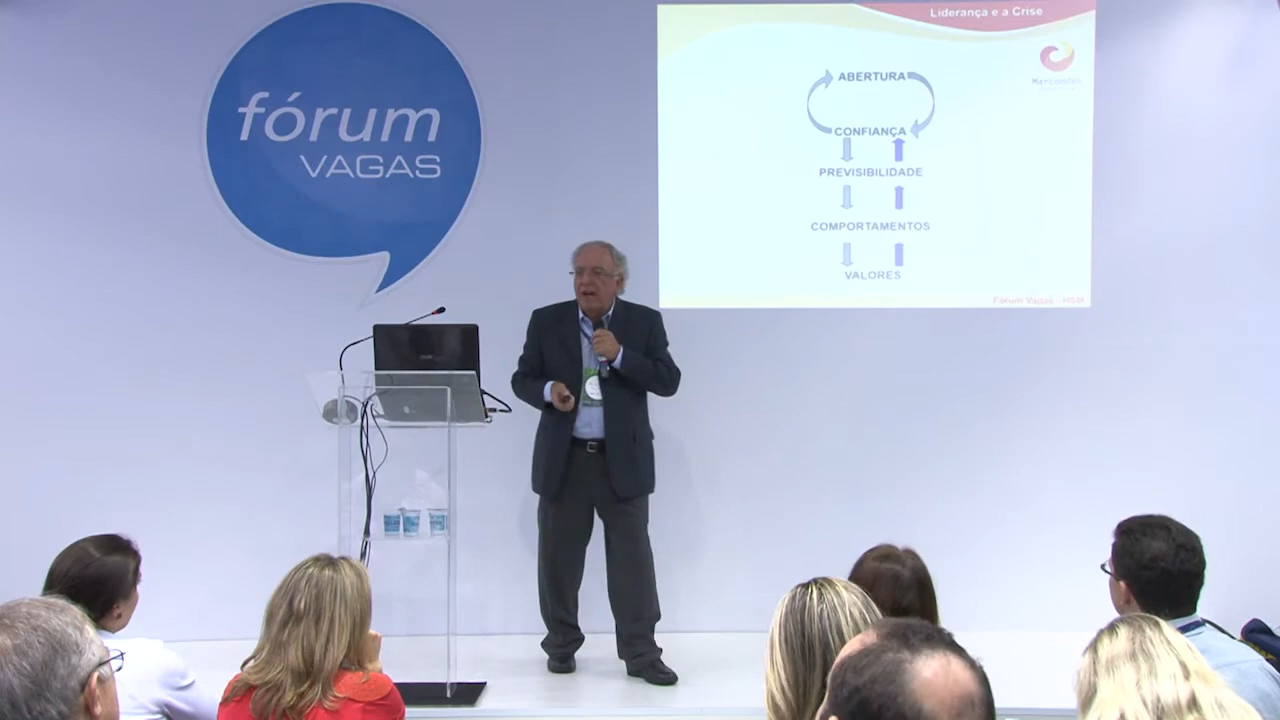 fórum
VAGAS
Liderança e a Crise
ABERTURA
CONFIANÇA
PREVISIBILIDADE
COMPORTAMENTOS
VALORES
Fórum Vagas